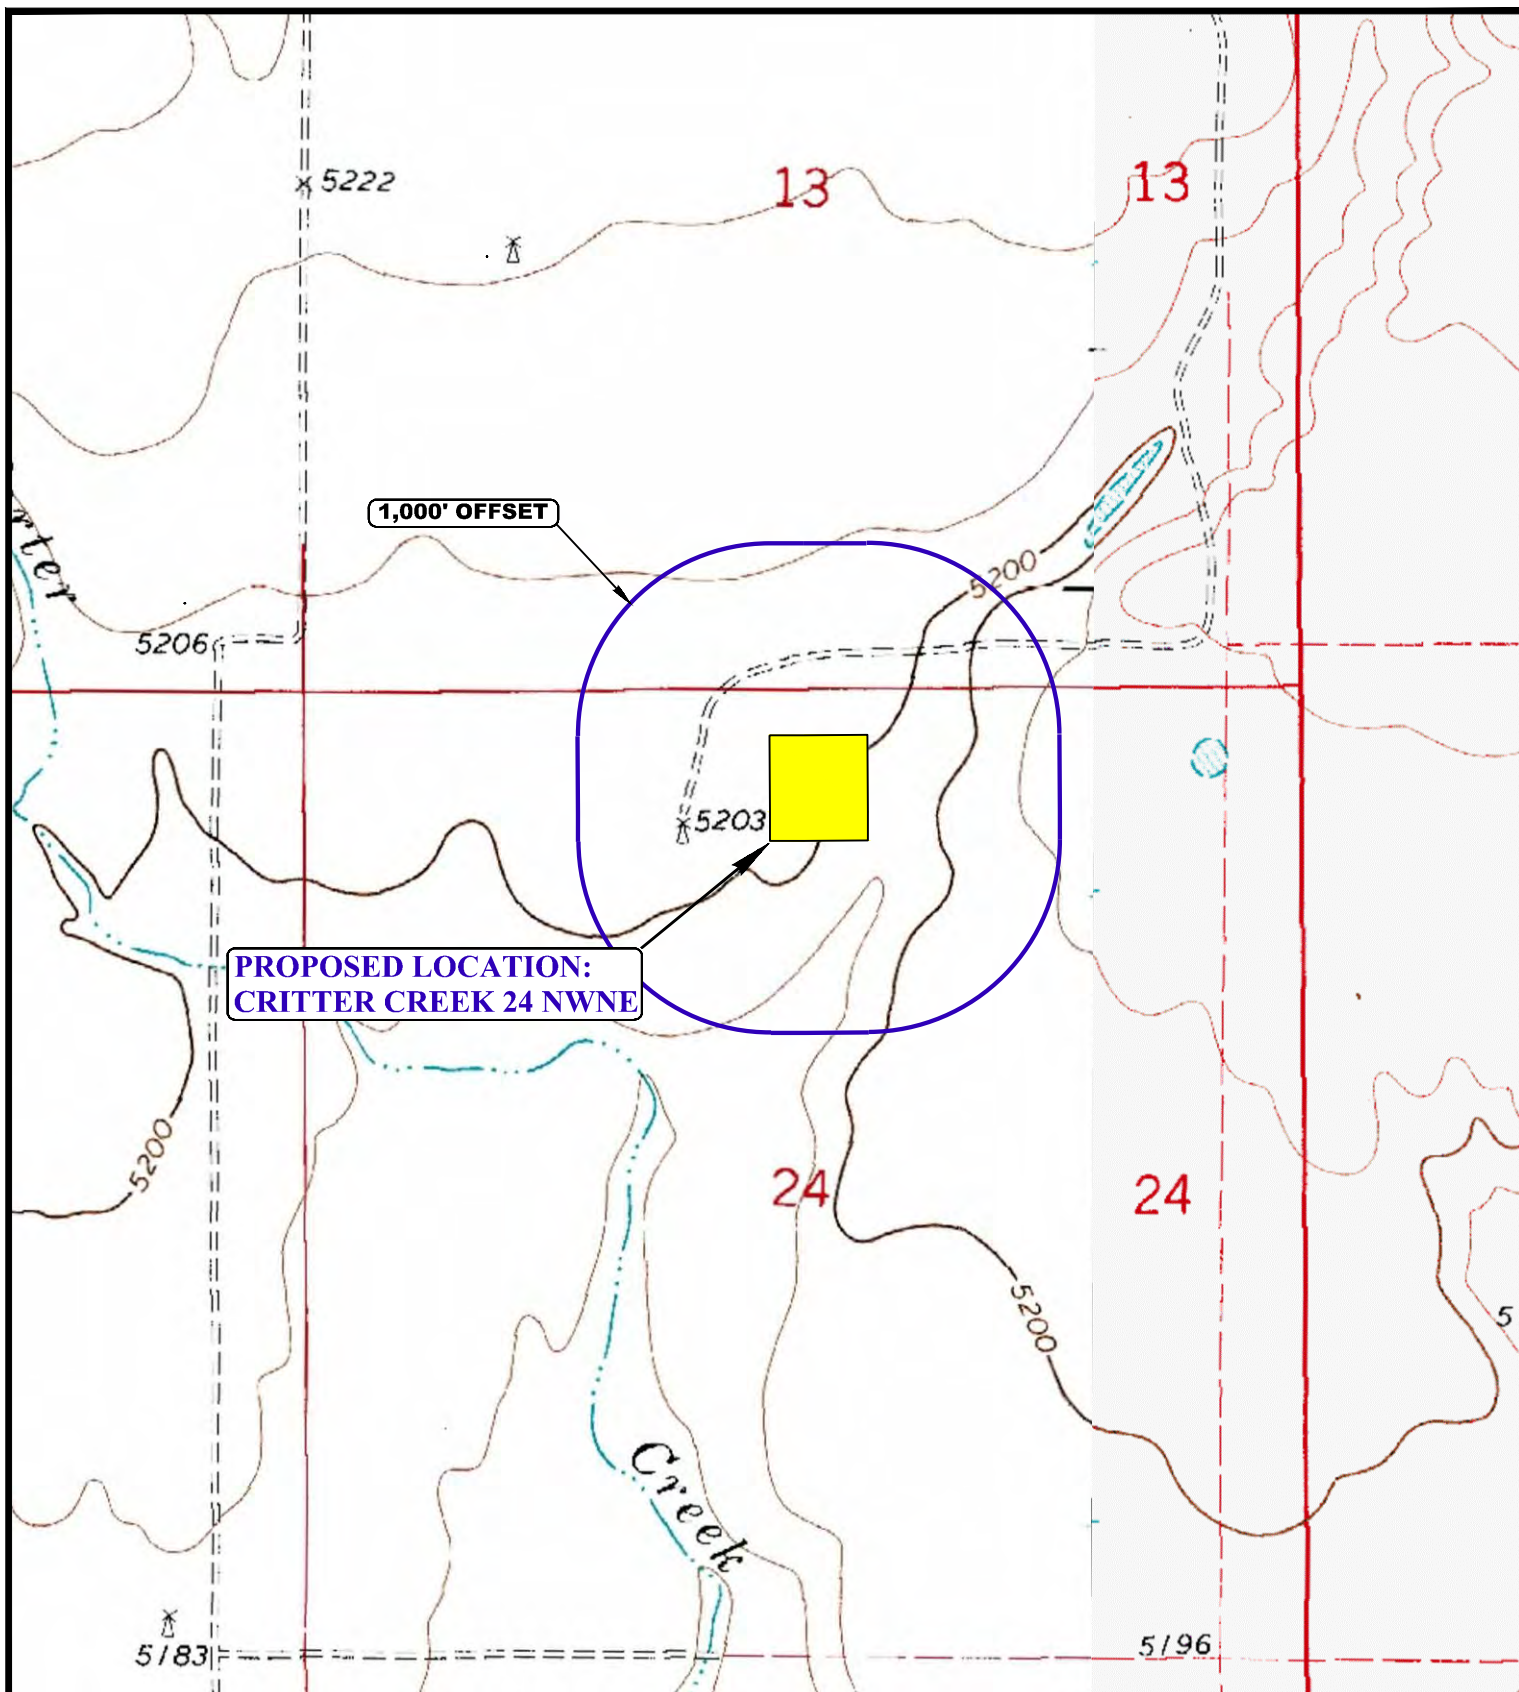 5222
13
13
1,000' OFFSET
rter
5200
5206
5203
PROPOSED LOCATION:
CRITTER CREEK 24 NWNE
5200
24
24
5200
5
Creek
5183
5196